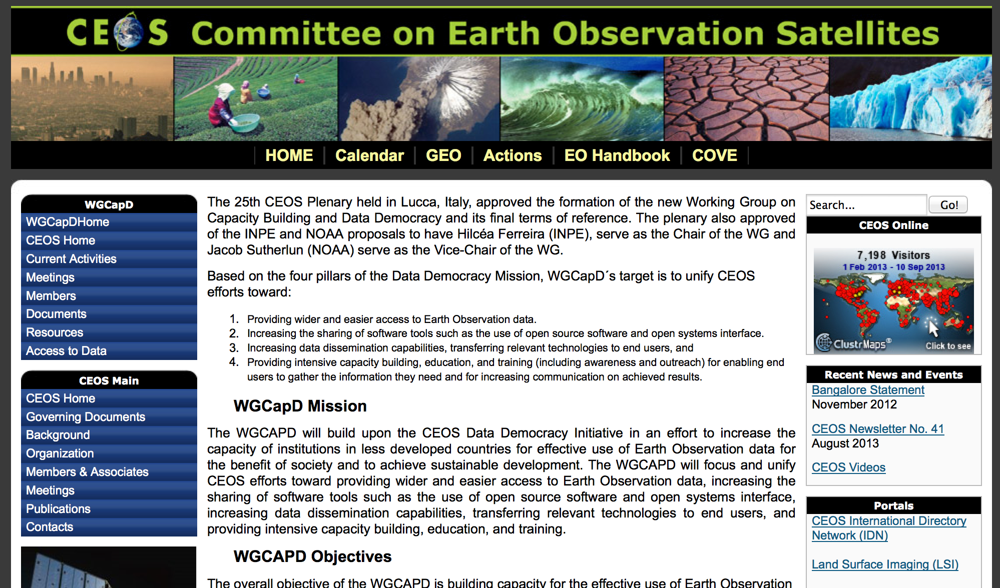 CEOS Committee on Earth Observation Satellites
HOME
Calendar
GEO
Actions
EO Handbook
COVE
WGCapD
WGCapDHome
CEOS Home
Current Activities
Meetings
Members
Documents
Resources
Access to Data
CEOS Main
CEOS Home
Governing Documents
Background
Organization
Members & Associates
Meetings
Publications
Contacts
The 25th CEOS Plenary held in Lucca, Italy, approved the formation of the new Working Group on
Capacity Building and Data Democracy and its final terms of reference. The plenary also approved
of the INPE and NOAA proposals to have Hilcéa Ferreira (INPE), serve as the Chair of the WG and
Jacob Sutherlun (NOAA) serve as the Vice-Chair of the WG.
Based on the four pillars of the Data Democracy Mission, WGCapD´s target is to unify CEOS
efforts toward:
1. Providing wider and easier access to Earth Observation data.
2. Increasing the sharing of software tools such as the use of open source software and open systems interface.
3. Increasing data dissemination capabilities, transferring relevant technologies to end users, and
4. Providing intensive capacity building, education, and training (including awareness and outreach) for enabling end
users to gather the information they need and for increasing communication on achieved results.
WGCapD Mission
The WGCAPD will build upon the CEOS Data Democracy Initiative in an effort to increase the
capacity of institutions in less developed countries for effective use of Earth Observation data for
the benefit of society and to achieve sustainable development. The WGCAPD will focus and unify
CEOS efforts toward providing wider and easier access to Earth Observation data, increasing the
sharing of software tools such as the use of open source software and open systems interface,
increasing data dissemination capabilities, transferring relevant technologies to end users, and
providing intensive capacity building, education, and training.
WGCAPD Objectives
The overall objective of the WGCAPD is building capacity for the effective use of Earth Observation
Search...
Go!
CEOS Online
7,198 Visitors
1 Feb 2013 - 10 Sep 2013
ClustrMaps®
Click to see
Recent News and Events
Bangalore Statement
November 2012
CEOS Newsletter No. 41
August 2013
CEOS Videos
Portals
CEOS International Directory
Network (IDN)
Land Surface Imaging (LSI)